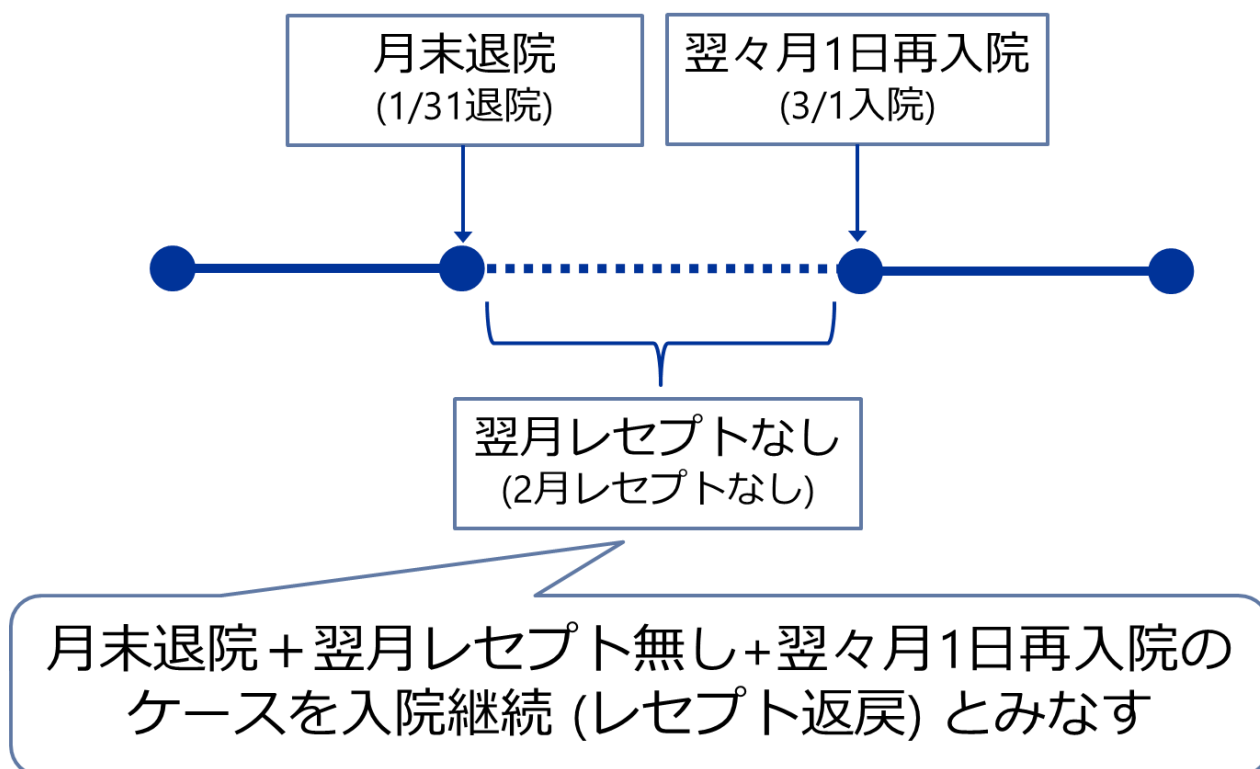 月末退院
(1/31退院)
翌々月1日再入院
(3/1入院)
翌月レセプトなし
(2月レセプトなし)
月末退院＋翌月レセプト無し+翌々月1日再入院の
ケースを入院継続 (レセプト返戻) とみなす